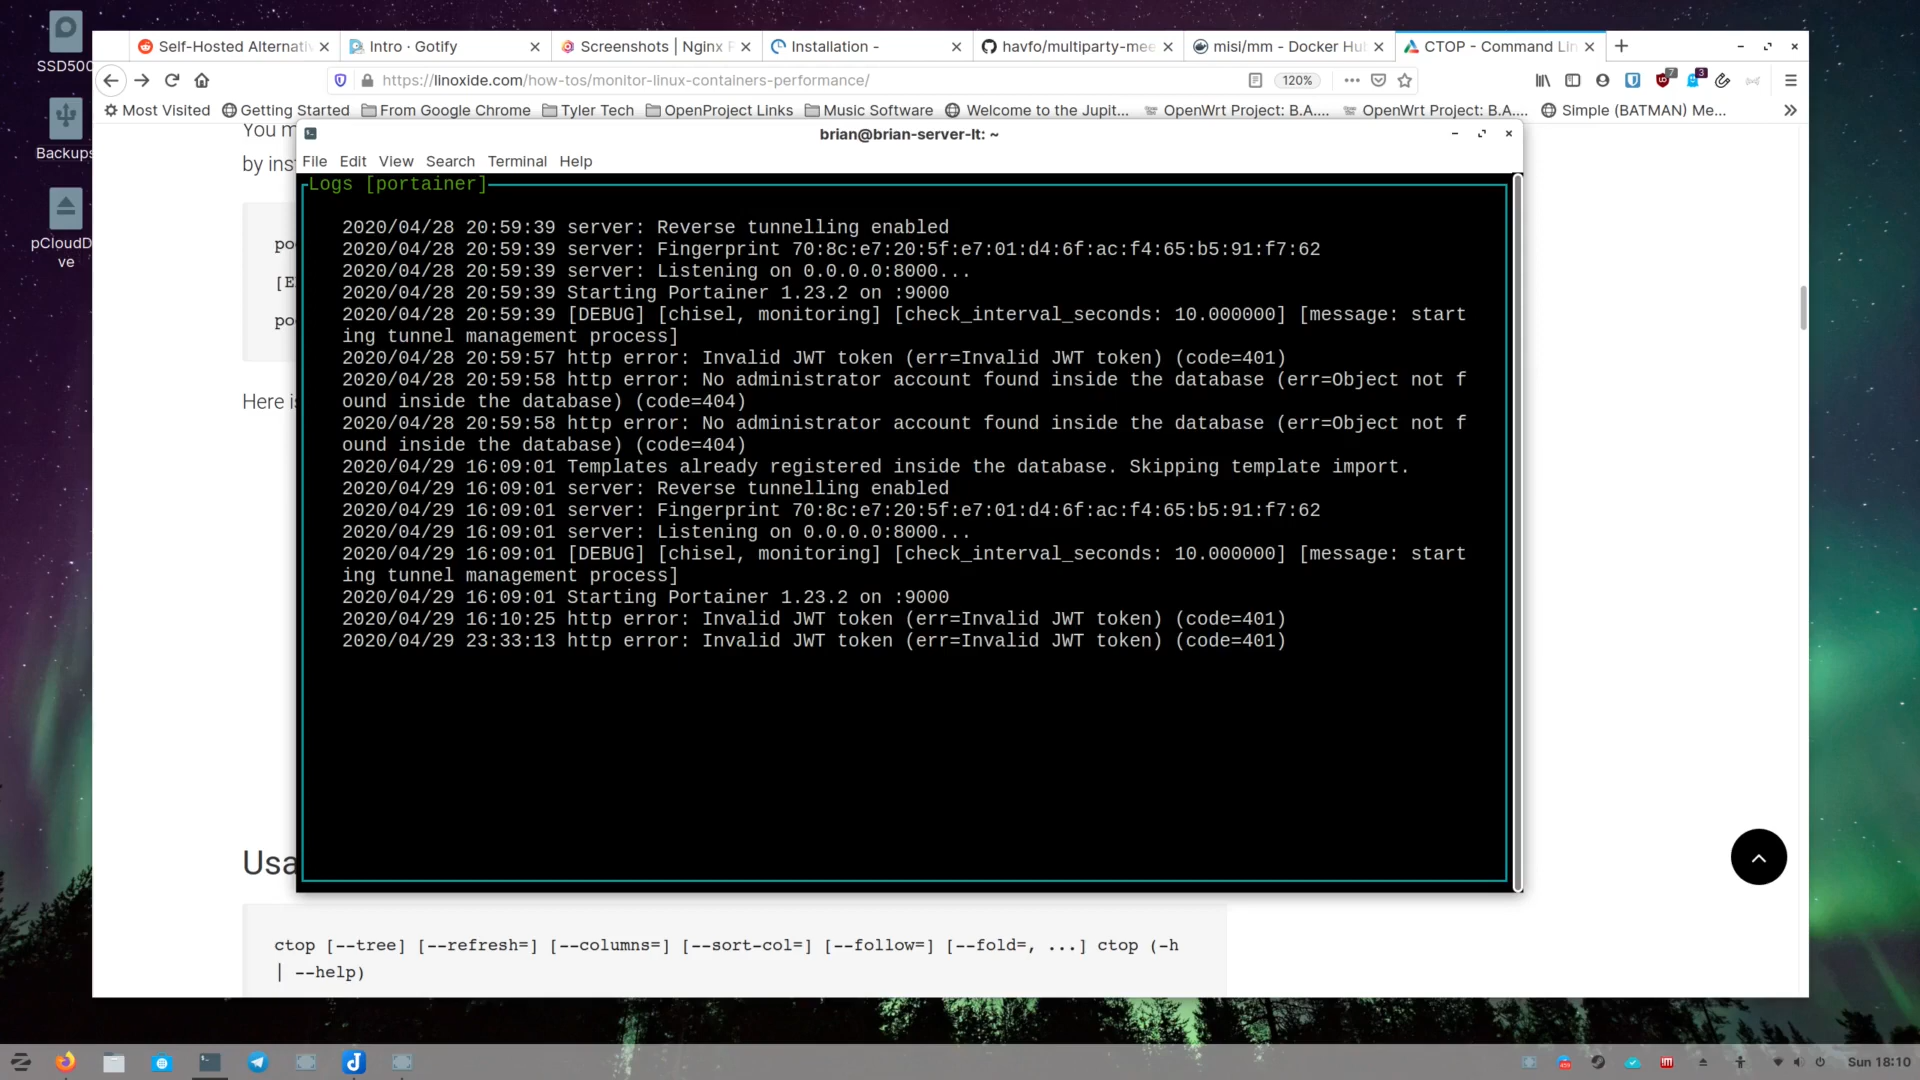 SSD500
Backups
pCloudD
ve
Self-Hosted Alternati
Intro · Gotify
Screenshots | Nginx P
Installation -
havfo/multiparty-mee
misi/mm - Docker Hu
CTOP - Command Lin
https://linoxide.com/how-tos/monitor-linux-containers-performance/
120%
7
3
Most Visited
Getting Started
From Google Chrome
Tyler Tech
OpenProject Links
Music Software
Welcome to the Jupit...
OpenWrt Project: B.A....
OpenWrt Project: B.A....
Simple (BATMAN) Me...
You m
by ins
po
[E
po
Here is
brian@brian-server-lt: ~
File Edit View Search Terminal Help
Logs [portainer]
2020/04/28 20:59:39 server: Reverse tunnelling enabled
2020/04/28 20:59:39 server: Fingerprint 70:8c:e7:20:5f:e7:01:d4:6f:ac:f4:65:b5:91:f7:62
2020/04/28 20:59:39 server: Listening on 0.0.0.0:8000...
2020/04/28 20:59:39 Starting Portainer 1.23.2 on :9000
2020/04/28 20:59:39 [DEBUG] [chisel, monitoring] [check_interval_seconds: 10.000000] [message: start
ing tunnel management process]
2020/04/28 20:59:57 http error: Invalid JWT token (err=Invalid JWT token) (code=401)
2020/04/28 20:59:58 http error: No administrator account found inside the database (err=Object not f
ound inside the database) (code=404)
2020/04/28 20:59:58 http error: No administrator account found inside the database (err=Object not f
ound inside the database) (code=404)
2020/04/29 16:09:01 Templates already registered inside the database. Skipping template import.
2020/04/29 16:09:01 server: Reverse tunnelling enabled
2020/04/29 16:09:01 server: Fingerprint 70:8c:e7:20:5f:e7:01:d4:6f:ac:f4:65:b5:91:f7:62
2020/04/29 16:09:01 server: Listening on 0.0.0.0:8000...
2020/04/29 16:09:01 [DEBUG] [chisel, monitoring] [check_interval_seconds: 10.000000] [message: start
ing tunnel management process]
2020/04/29 16:09:01 Starting Portainer 1.23.2 on :9000
2020/04/29 16:10:25 http error: Invalid JWT token (err=Invalid JWT token) (code=401)
2020/04/29 23:33:13 http error: Invalid JWT token (err=Invalid JWT token) (code=401)
Usa
ctop [--tree] [--refresh=] [--columns=] [--sort-col=] [--follow=] [--fold=, ...] ctop (-h
| --help)
Sun 18:10